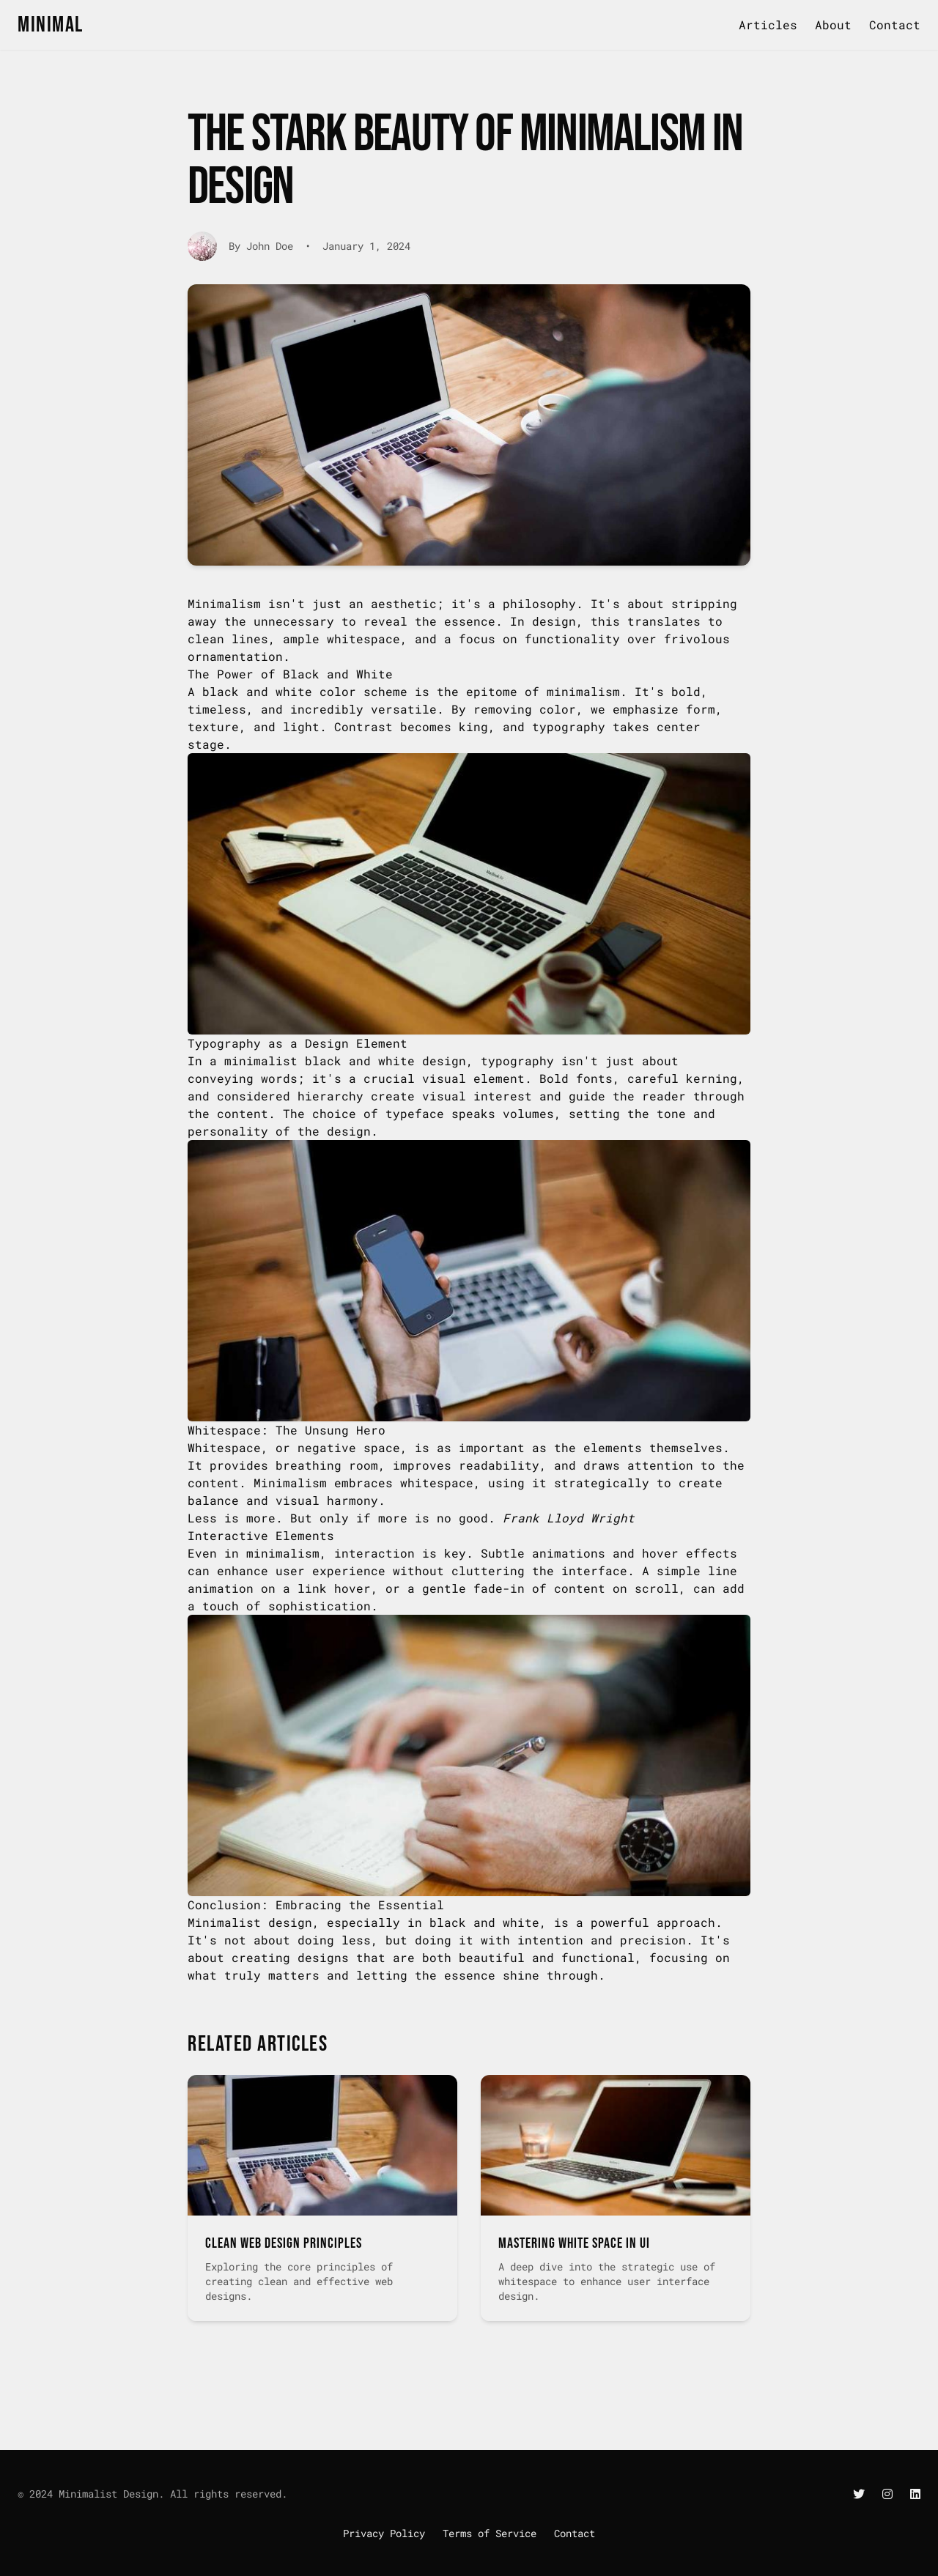 MINIMAL
Articles About Contact
THE STARK BEAUTY OF MINIMALISM IN
DESIGN
By John Doe • January 1, 2024
Minimalism isn't just an aesthetic; it's a philosophy. It's about stripping
away the unnecessary to reveal the essence. In design, this translates to
clean lines, ample whitespace, and a focus on functionality over frivolous
ornamentation.
The Power of Black and White
A black and white color scheme is the epitome of minimalism. It's bold,
timeless, and incredibly versatile. By removing color, we emphasize form,
texture, and light. Contrast becomes king, and typography takes center
stage.
Typography as a Design Element
In a minimalist black and white design, typography isn't just about
conveying words; it's a crucial visual element. Bold fonts, careful kerning,
and considered hierarchy create visual interest and guide the reader through
the content. The choice of typeface speaks volumes, setting the tone and
personality of the design.
Whitespace: The Unsung Hero
Whitespace, or negative space, is as important as the elements themselves.
It provides breathing room, improves readability, and draws attention to the
content. Minimalism embraces whitespace, using it strategically to create
balance and visual harmony.
Less is more. But only if more is no good. Frank Lloyd Wright
Interactive Elements
Even in minimalism, interaction is key. Subtle animations and hover effects
can enhance user experience without cluttering the interface. A simple line
animation on a link hover, or a gentle fade-in of content on scroll, can add
a touch of sophistication.
Conclusion: Embracing the Essential
Minimalist design, especially in black and white, is a powerful approach.
It's not about doing less, but doing it with intention and precision. It's
about creating designs that are both beautiful and functional, focusing on
what truly matters and letting the essence shine through.
RELATED ARTICLES
CLEAN WEB DESIGN PRINCIPLES
Exploring the core principles of
creating clean and effective web
designs.
MASTERING WHITE SPACE IN UI
A deep dive into the strategic use of
whitespace to enhance user interface
design.
© 2024 Minimalist Design. All rights reserved.
Privacy Policy Terms of Service Contact